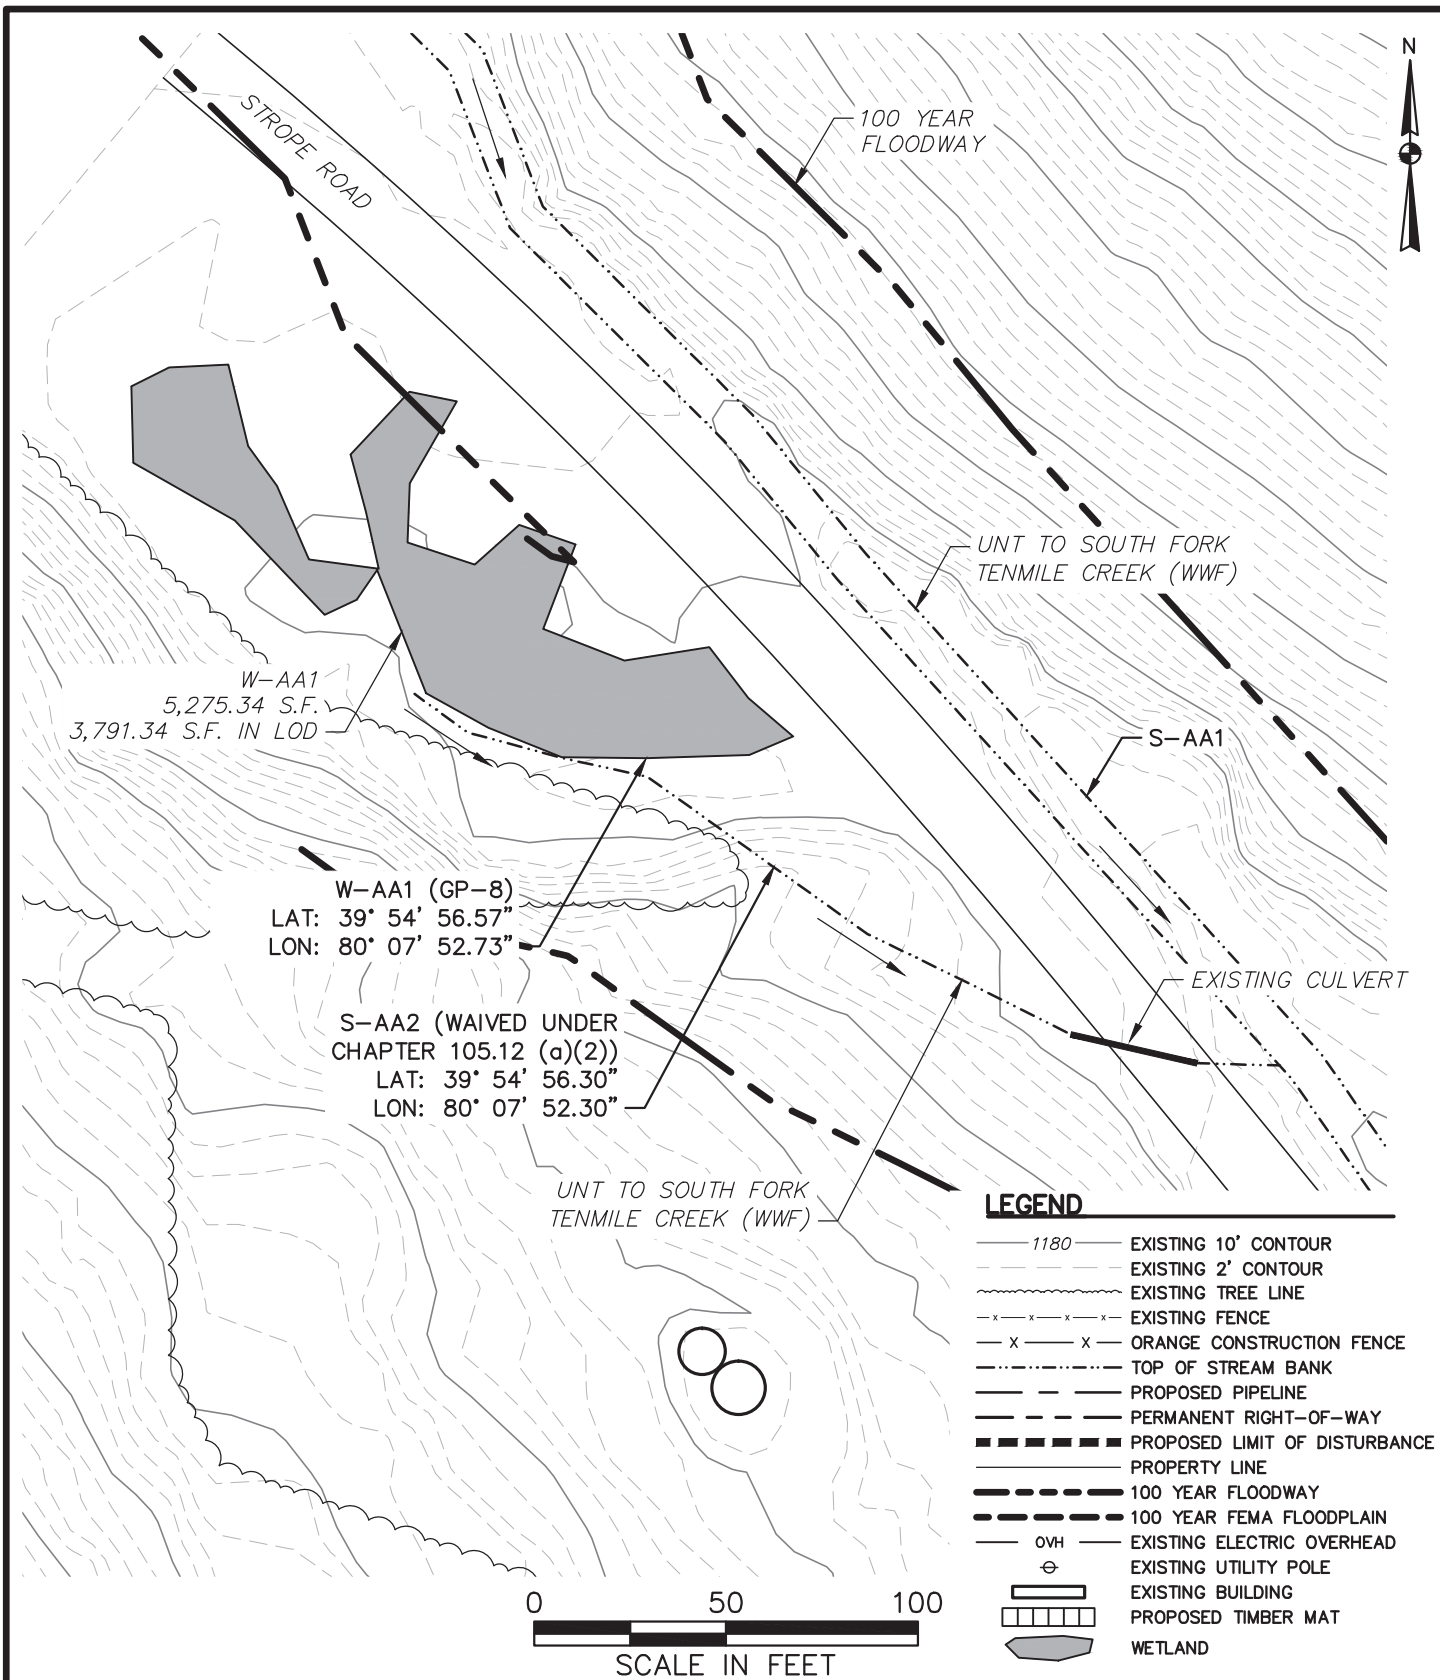 N
STROPE ROAD
100 YEAR
FLOODWAY
UNT TO SOUTH FORK
TENMILE CREEK (WWF)
W-AA1
5,275.34 S.F.
3,791.34 S.F. IN LOD
S-AA1
W-AA1 (GP-8)
LAT: 39° 54' 56.57"
LON: 80° 07' 52.73"
EXISTING CULVERT
S-AA2 (WAIVED UNDER
CHAPTER 105.12 (a)(2))
LAT: 39° 54' 56.30"
LON: 80° 07' 52.30"
UNT TO SOUTH FORK
TENMILE CREEK (WWF)
LEGEND
1180 EXISTING 10' CONTOUR
EXISTING 2' CONTOUR
EXISTING TREE LINE
x x x x EXISTING FENCE
X X ORANGE CONSTRUCTION FENCE
TOP OF STREAM BANK
PROPOSED PIPELINE
PERMANENT RIGHT-OF-WAY
PROPOSED LIMIT OF DISTURBANCE
PROPERTY LINE
100 YEAR FLOODWAY
100 YEAR FEMA FLOODPLAIN
OVH EXISTING ELECTRIC OVERHEAD
EXISTING UTILITY POLE
EXISTING BUILDING
PROPOSED TIMBER MAT
WETLAND
0 50 100
SCALE IN FEET